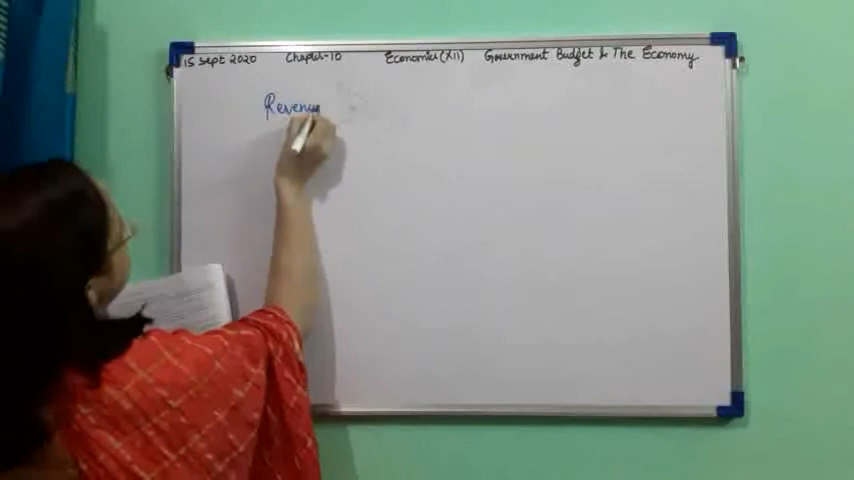 15 Sept 2020 Chapter-10 Economics(XII) Government Budget & The Economy
Revenue